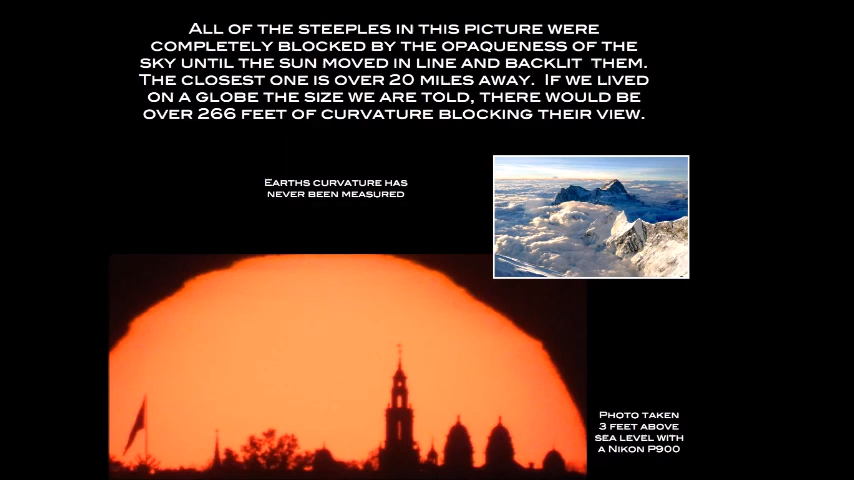 All of the steeples in this picture were
completely blocked by the opaqueness of the
sky until the sun moved in line and backlit them.
The closest one is over 20 miles away. If we lived
on a globe the size we are told, there would be
over 266 feet of curvature blocking their view.
Earths curvature has
never been measured
Photo taken
3 feet above
sea level with
a Nikon P900